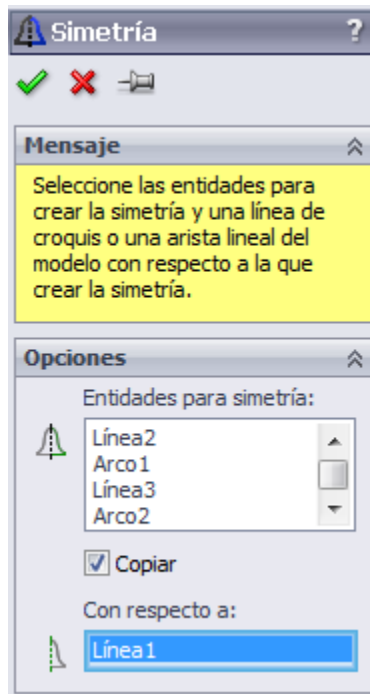 Simetría ?
Mensaje
Seleccione las entidades para
crear la simetría y una línea de
croquis o una arista lineal del
modelo con respecto a la que
crear la simetría.
Opciones
Entidades para simetría:
Línea2
Arco1
Línea3
Arco2
Copiar
Con respecto a:
Línea1